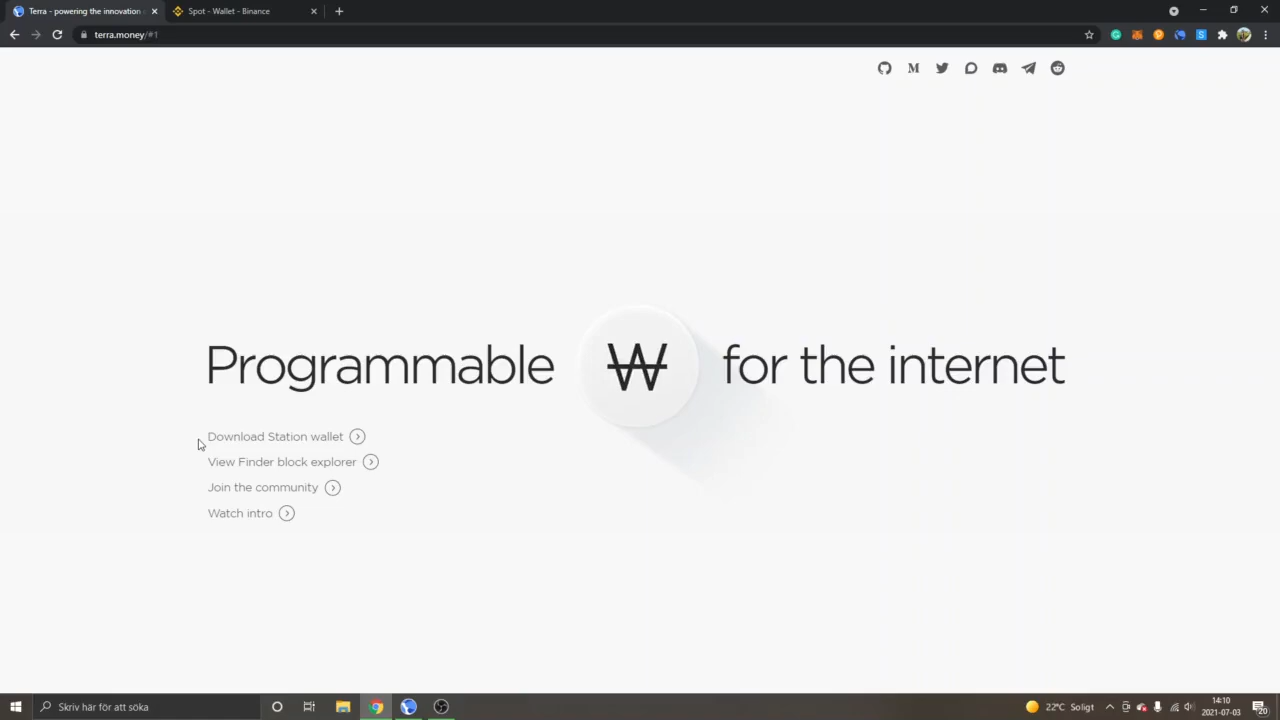 Terra - powering the innovation
Spot - Wallet - Binance
terra.money/#1
Programmable ₩ for the internet
Download Station wallet
View Finder block explorer
Join the community
Watch intro
Skriv här för att söka
22°C Soligt
14:10
2021-07-03
20